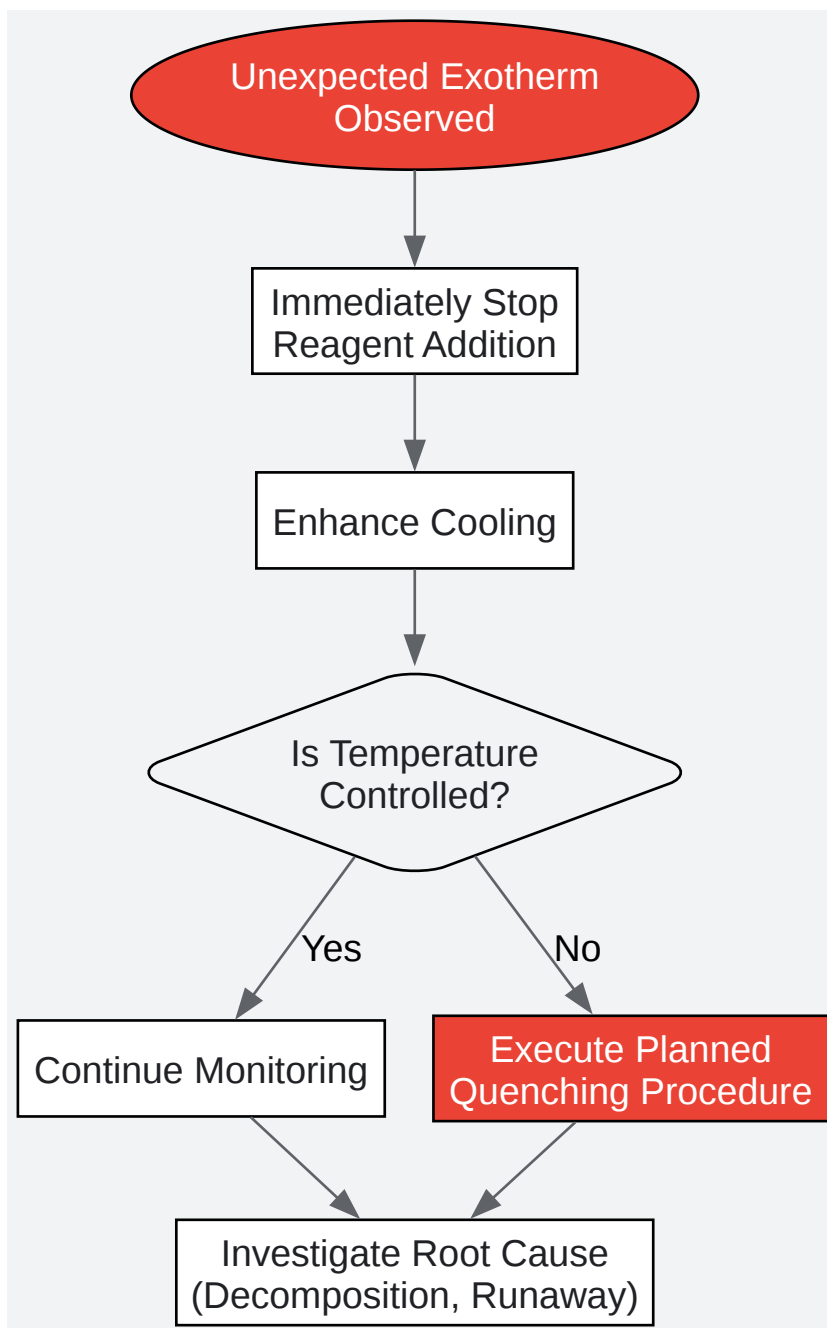 Unexpected Exotherm
Observed
Immediately Stop
Reagent Addition
Enhance Cooling
Is Temperature
Controlled?
Yes
No
Continue Monitoring
Execute Planned
Quenching Procedure
Investigate Root Cause
(Decomposition, Runaway)